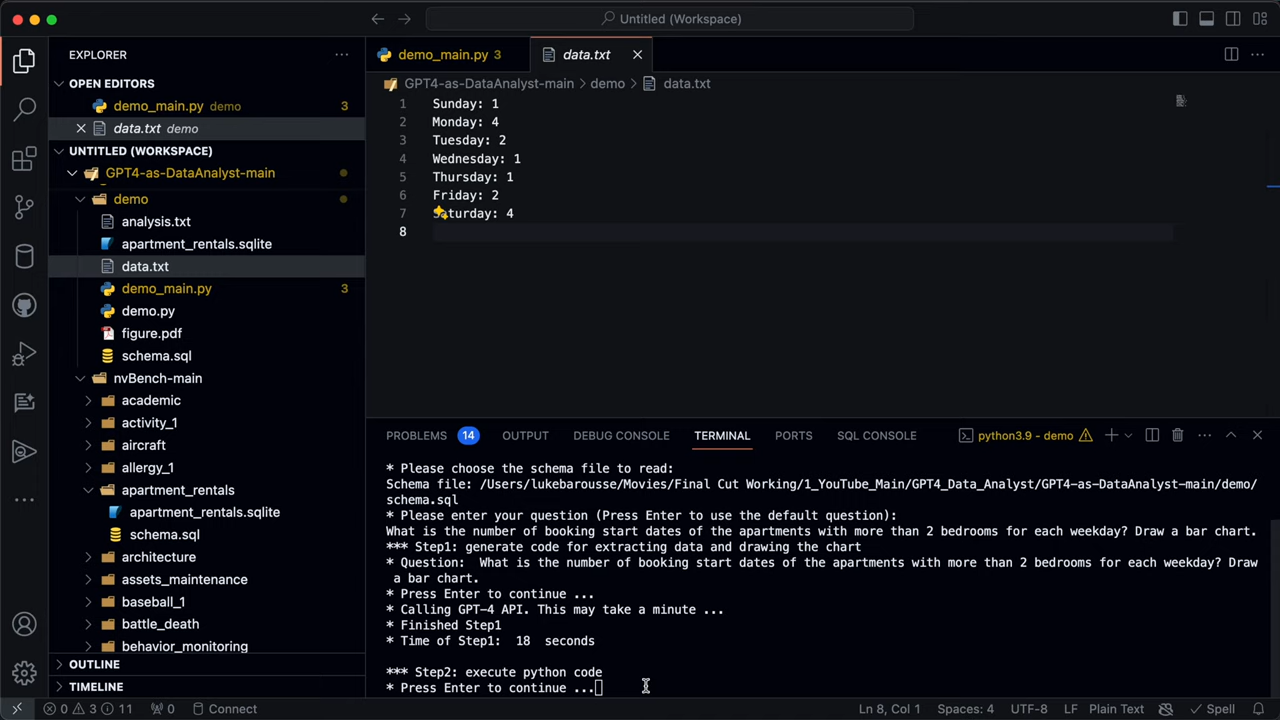 Untitled (Workspace)
EXPLORER
OPEN EDITORS
demo_main.py demo 3
data.txt demo
UNTITLED (WORKSPACE)
GPT4-as-DataAnalyst-main
demo
analysis.txt
apartment_rentals.sqlite
data.txt
demo_main.py 3
demo.py
figure.pdf
schema.sql
nvBench-main
academic
activity_1
aircraft
allergy_1
apartment_rentals
apartment_rentals.sqlite
schema.sql
architecture
assets_maintenance
baseball_1
battle_death
behavior_monitoring
OUTLINE
TIMELINE
demo_main.py 3 data.txt
GPT4-as-DataAnalyst-main > demo > data.txt
1 Sunday: 1
2 Monday: 4
3 Tuesday: 2
4 Wednesday: 1
5 Thursday: 1
6 Friday: 2
7 Saturday: 4
8
PROBLEMS 14 OUTPUT DEBUG CONSOLE TERMINAL PORTS SQL CONSOLE python3.9 - demo
* Please choose the schema file to read:
Schema file: /Users/lukebarousse/Movies/Final Cut Working/1_YouTube_Main/GPT4_Data_Analyst/GPT4-as-DataAnalyst-main/demo/
schema.sql
* Please enter your question (Press Enter to use the default question):
What is the number of booking start dates of the apartments with more than 2 bedrooms for each weekday? Draw a bar chart.
*** Step1: generate code for extracting data and drawing the chart
* Question:  What is the number of booking start dates of the apartments with more than 2 bedrooms for each weekday? Draw
a bar chart.
* Press Enter to continue ...
* Calling GPT-4 API. This may take a minute ...
* Finished Step1
* Time of Step1:  18  seconds
*** Step2: execute python code
* Press Enter to continue ...
0 3 11 0 Connect Ln 8, Col 1 Spaces: 4 UTF-8 LF Plain Text Spell